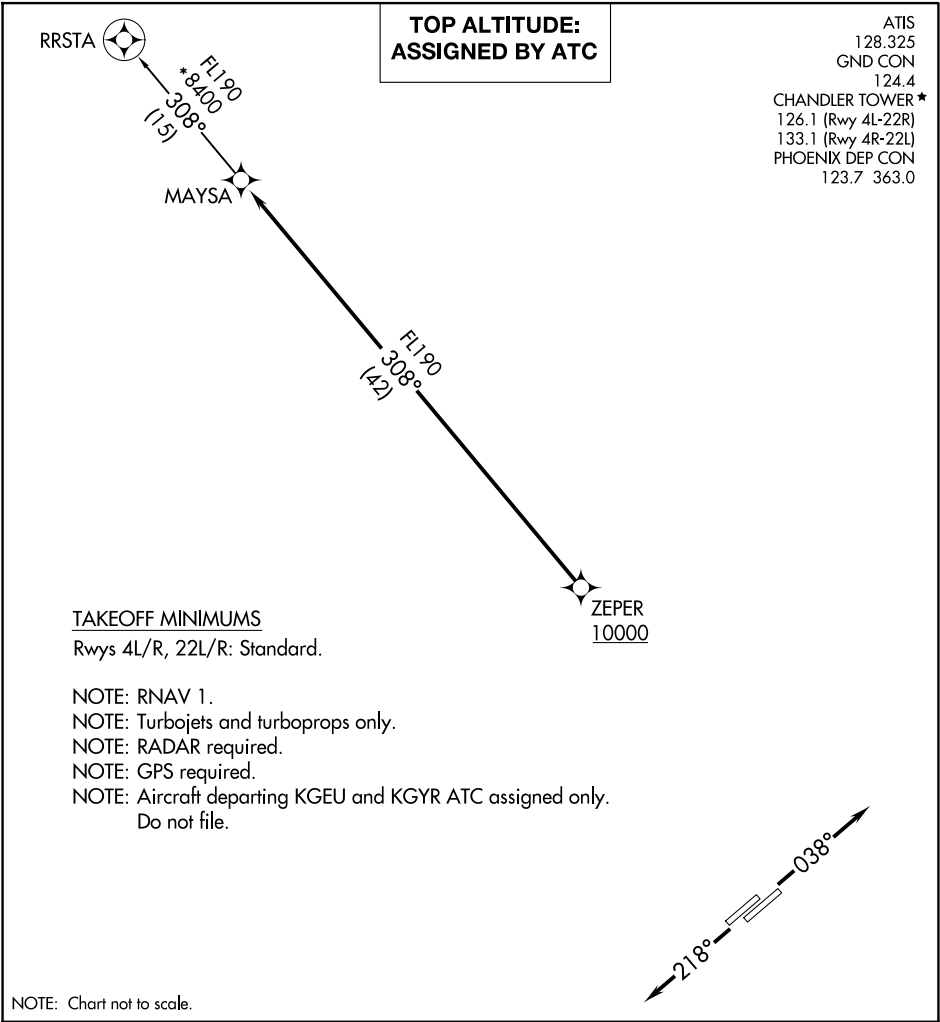 TOP ALTITUDE:
ASSIGNED BY ATC
ATIS
128.325
GND CON
124.4
CHANDLER TOWER★
126.1 (Rwy 4L-22R)
133.1 (Rwy 4R-22L)
PHOENIX DEP CON
123.7 363.0
RRSTA
FL190
*8400
308°
(15)
MAYSA
FL190
308°
(42)
ZEPER
10000
TAKEOFF MINIMUMS
Rwys 4L/R, 22L/R: Standard.
NOTE: RNAV 1.
NOTE: Turbojets and turboprops only.
NOTE: RADAR required.
NOTE: GPS required.
NOTE: Aircraft departing KGEU and KGYR ATC assigned only.
Do not file.
038°
218°
NOTE: Chart not to scale.